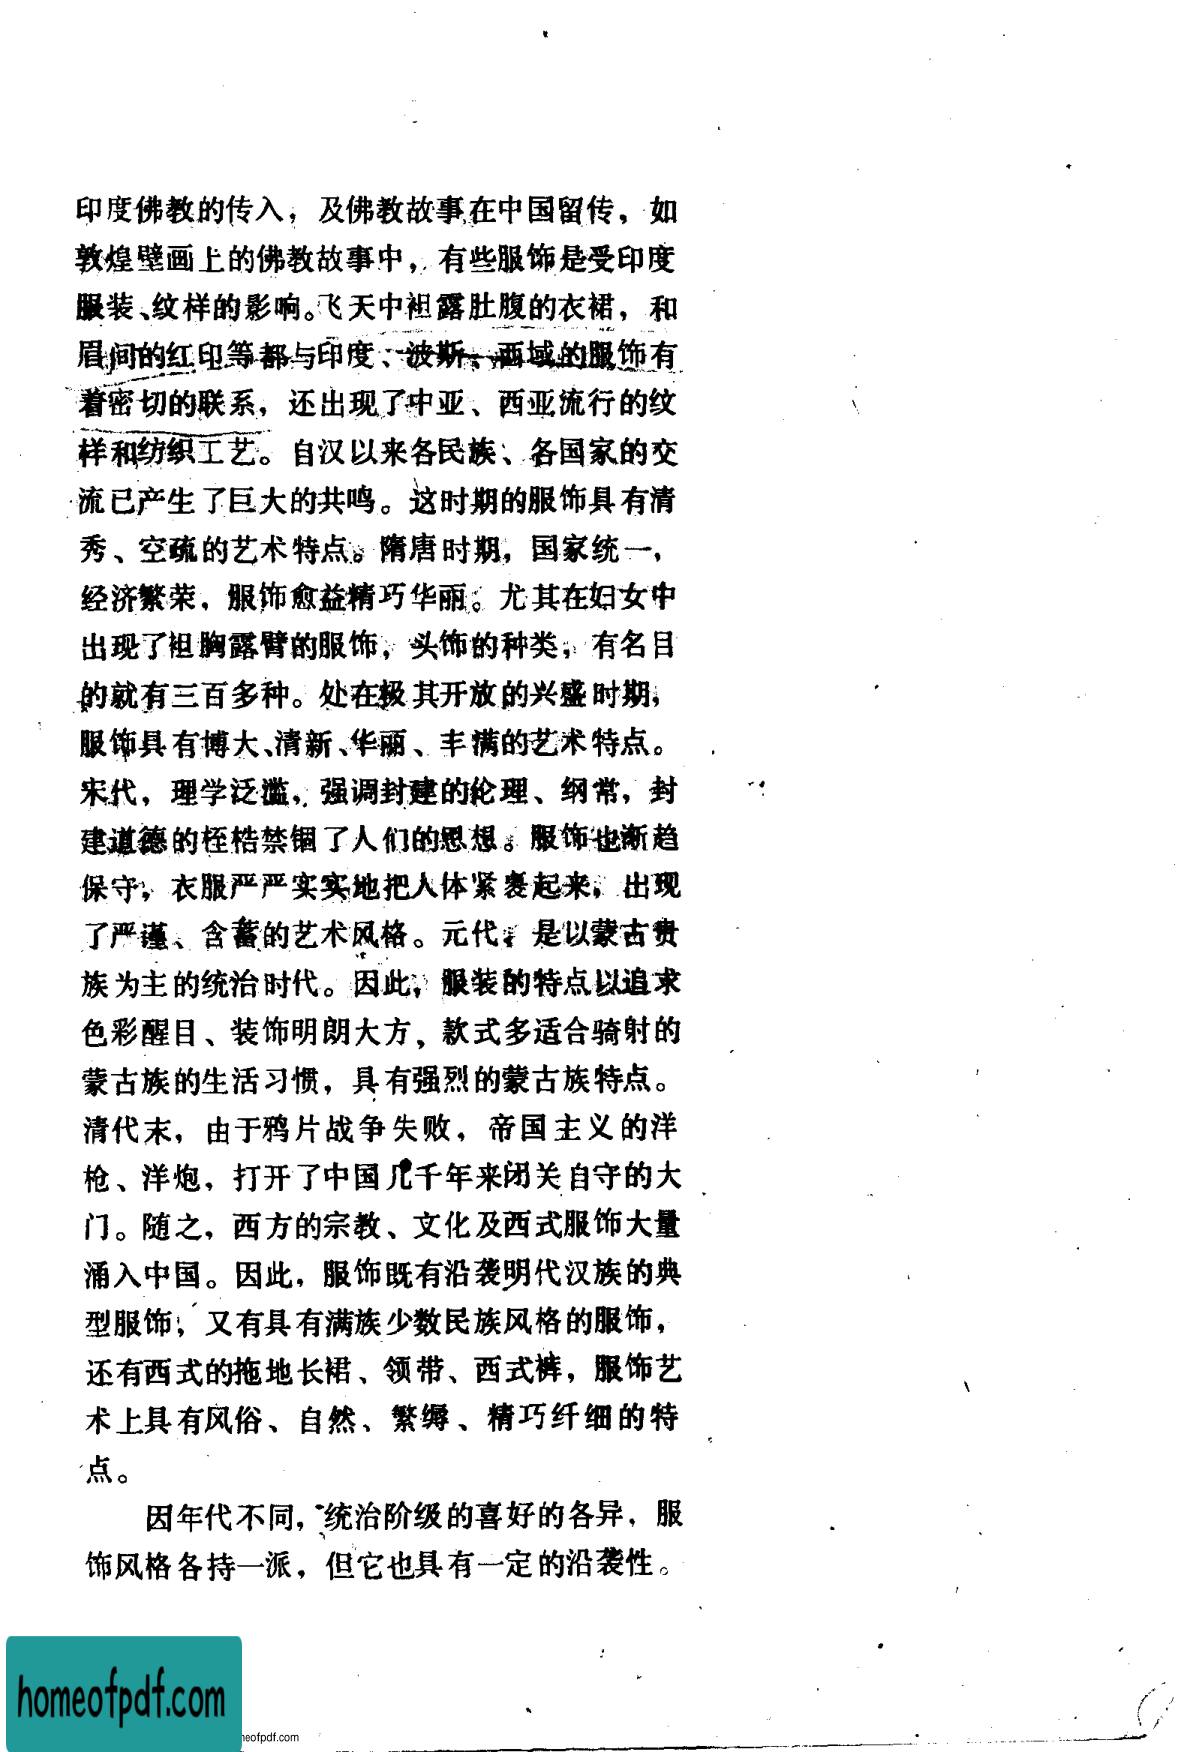 印度佛教的传入，及佛教故事在中国留传，如
敦煌壁画上的佛教故事中，有些服饰是受印度
服装、纹样的影响。飞天中袒露肚腹的衣裙，和
眉间的红印等都与印度、波斯、西域的服饰有
着密切的联系，还出现了中亚、西亚流行的纹
样和纺织工艺。自汉以来各民族、各国家的交
流已产生了巨大的共鸣。这时期的服饰具有清
秀、空疏的艺术特点。隋唐时期，国家统一，
经济繁荣，服饰愈益精巧华丽。尤其在妇女中
出现了袒胸露臂的服饰，头饰的种类，有名目
的就有三百多种。处在极其开放的兴盛时期，
服饰具有博大、清新、华丽、丰满的艺术特点。
宋代，理学泛滥，强调封建的伦理、纲常，封
建道德的桎梏禁锢了人们的思想。服饰也渐趋
保守，衣服严严实实地把人体紧裹起来，出现
了严谨、含蓄的艺术风格。元代，是以蒙古贵
族为主的统治时代。因此，服装的特点以追求
色彩醒目、装饰明朗大方，款式多适合骑射的
蒙古族的生活习惯，具有强烈的蒙古族特点。
清代末，由于鸦片战争失败，帝国主义的洋
枪、洋炮，打开了中国几千年来闭关自守的大
门。随之，西方的宗教、文化及西式服饰大量
涌入中国。因此，服饰既有沿袭明代汉族的典
型服饰，又有具有满族少数民族风格的服饰，
还有西式的拖地长裙、领带、西式裤，服饰艺
术上具有风俗、自然、繁缛、精巧纤细的特
点。
因年代不同，统治阶级的喜好的各异，服
饰风格各持一派，但它也具有一定的沿袭性。
homeofpdf.com
neofpdf.com